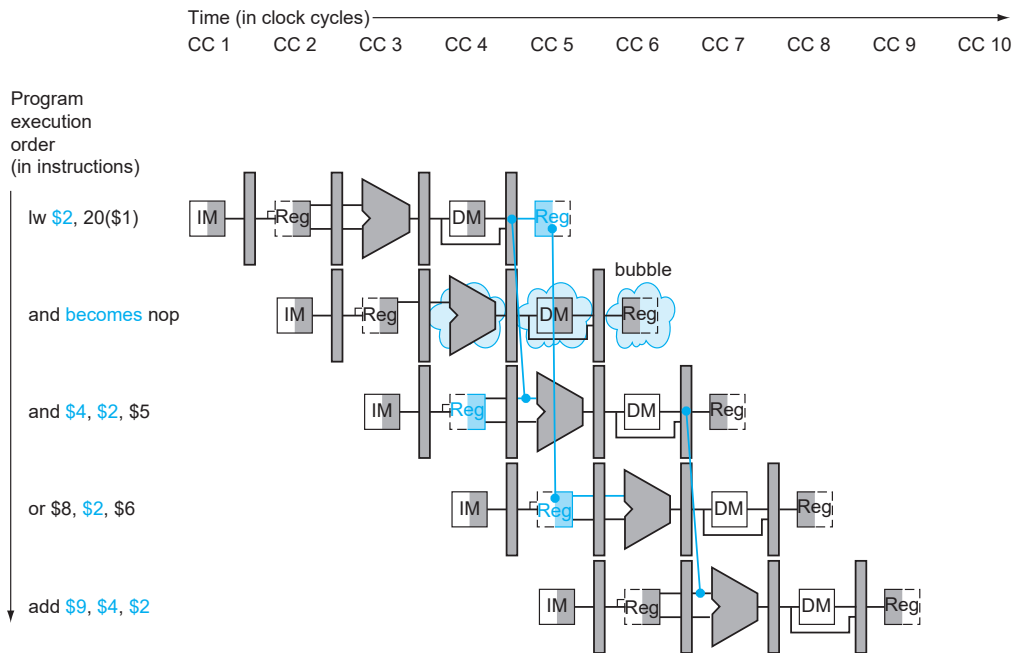 Time (in clock cycles)
CC 1 CC 2 CC 3 CC 4 CC 5 CC 6 CC 7 CC 8 CC 9 CC 10
Program
execution
order
(in instructions)
lw $2, 20($1)
IM Reg DM Reg
bubble
and becomes nop
IM Reg DM Reg
and $4, $2, $5
IM Reg DM Reg
or $8, $2, $6
IM Reg DM Reg
add $9, $4, $2
IM Reg DM Reg